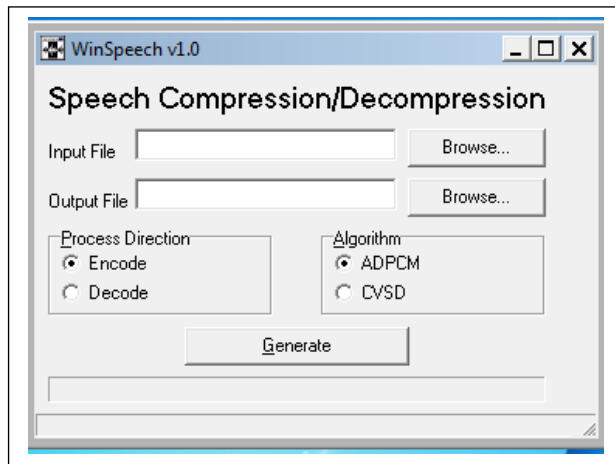 WinSpeech v1.0
Speech Compression/Decompression
Input File Browse...
Output File Browse...
Process Direction Algorithm
Encode ADPCM
Decode CVSD
Generate